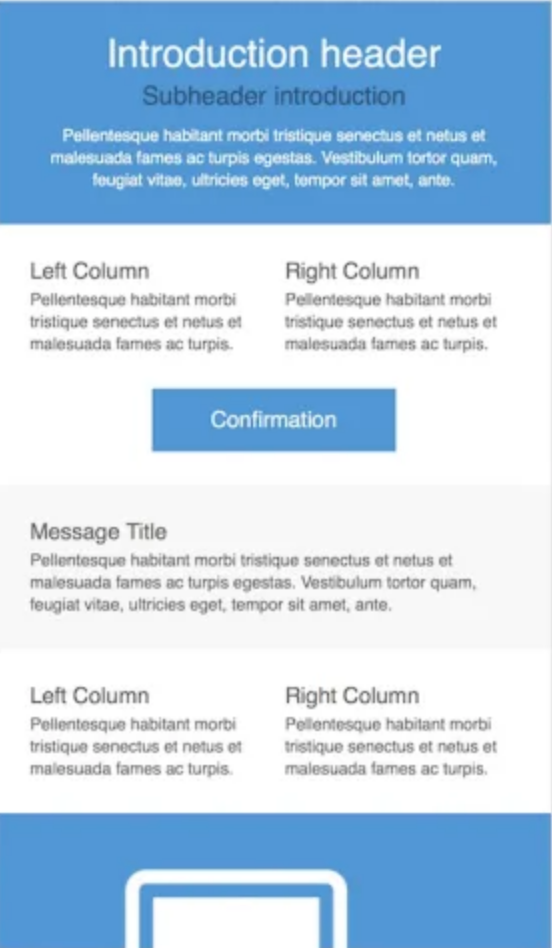 Introduction header
Subheader introduction
Pellentesque habitant morbi tristique senectus et netus et
malesuada fames ac turpis egestas. Vestibulum tortor quam,
feugiat vitae, ultricies eget, tempor sit amet, ante.
Left Column
Pellentesque habitant morbi
tristique senectus et netus et
malesuada fames ac turpis.
Right Column
Pellentesque habitant morbi
tristique senectus et netus et
malesuada fames ac turpis.
Confirmation
Message Title
Pellentesque habitant morbi tristique senectus et netus et
malesuada fames ac turpis egestas. Vestibulum tortor quam,
feugiat vitae, ultricies eget, tempor sit amet, ante.
Left Column
Pellentesque habitant morbi
tristique senectus et netus et
malesuada fames ac turpis.
Right Column
Pellentesque habitant morbi
tristique senectus et netus et
malesuada fames ac turpis.